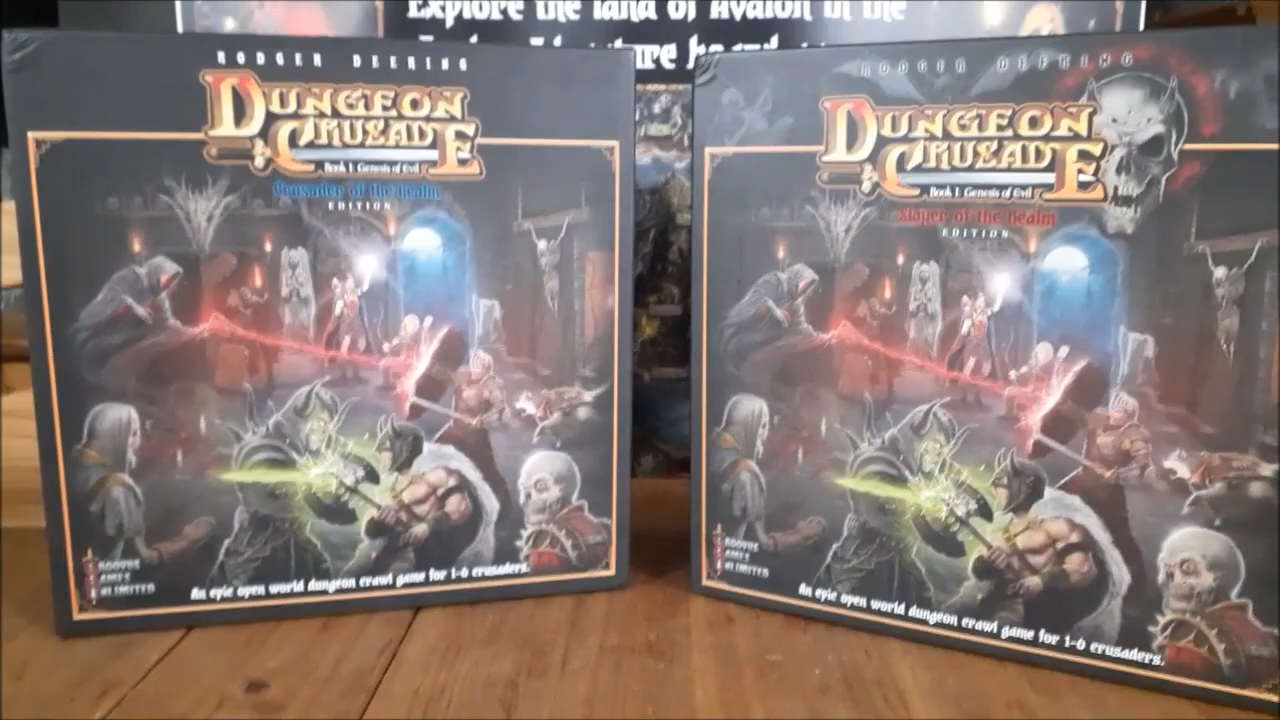 Explore the land of Avalon in the
RODGER DEERING
DUNGEON
CRUSADE
Book 1: Genesis of Evil
Crusader of the Realm
EDITION
An epic open world dungeon crawl game for 1-6 crusaders.
RODGER DEERING
DUNGEON
CRUSADE
Book 1: Genesis of Evil
Slayer of the Realm
EDITION
An epic open world dungeon crawl game for 1-6 crusaders.